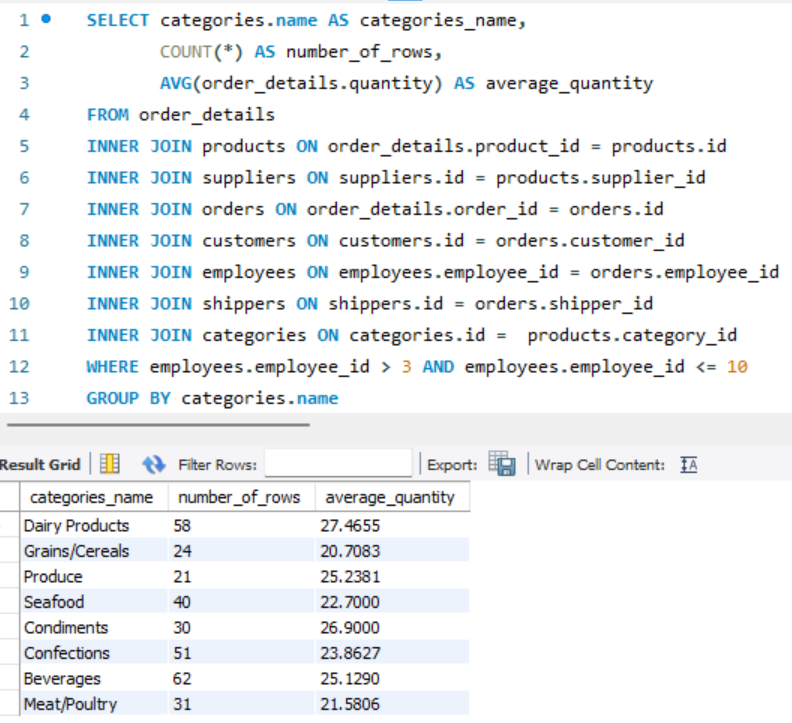 1 SELECT categories.name AS categories_name,
2 COUNT(*) AS number_of_rows,
3 AVG(order_details.quantity) AS average_quantity
4 FROM order_details
5 INNER JOIN products ON order_details.product_id = products.id
6 INNER JOIN suppliers ON suppliers.id = products.supplier_id
7 INNER JOIN orders ON order_details.order_id = orders.id
8 INNER JOIN customers ON customers.id = orders.customer_id
9 INNER JOIN employees ON employees.employee_id = orders.employee_id
10 INNER JOIN shippers ON shippers.id = orders.shipper_id
11 INNER JOIN categories ON categories.id =  products.category_id
12 WHERE employees.employee_id > 3 AND employees.employee_id <= 10
13 GROUP BY categories.name
Result Grid Filter Rows: Export: Wrap Cell Content:
categories_name number_of_rows average_quantity
Dairy Products 58 27.4655
Grains/Cereals 24 20.7083
Produce 21 25.2381
Seafood 40 22.7000
Condiments 30 26.9000
Confections 51 23.8627
Beverages 62 25.1290
Meat/Poultry 31 21.5806